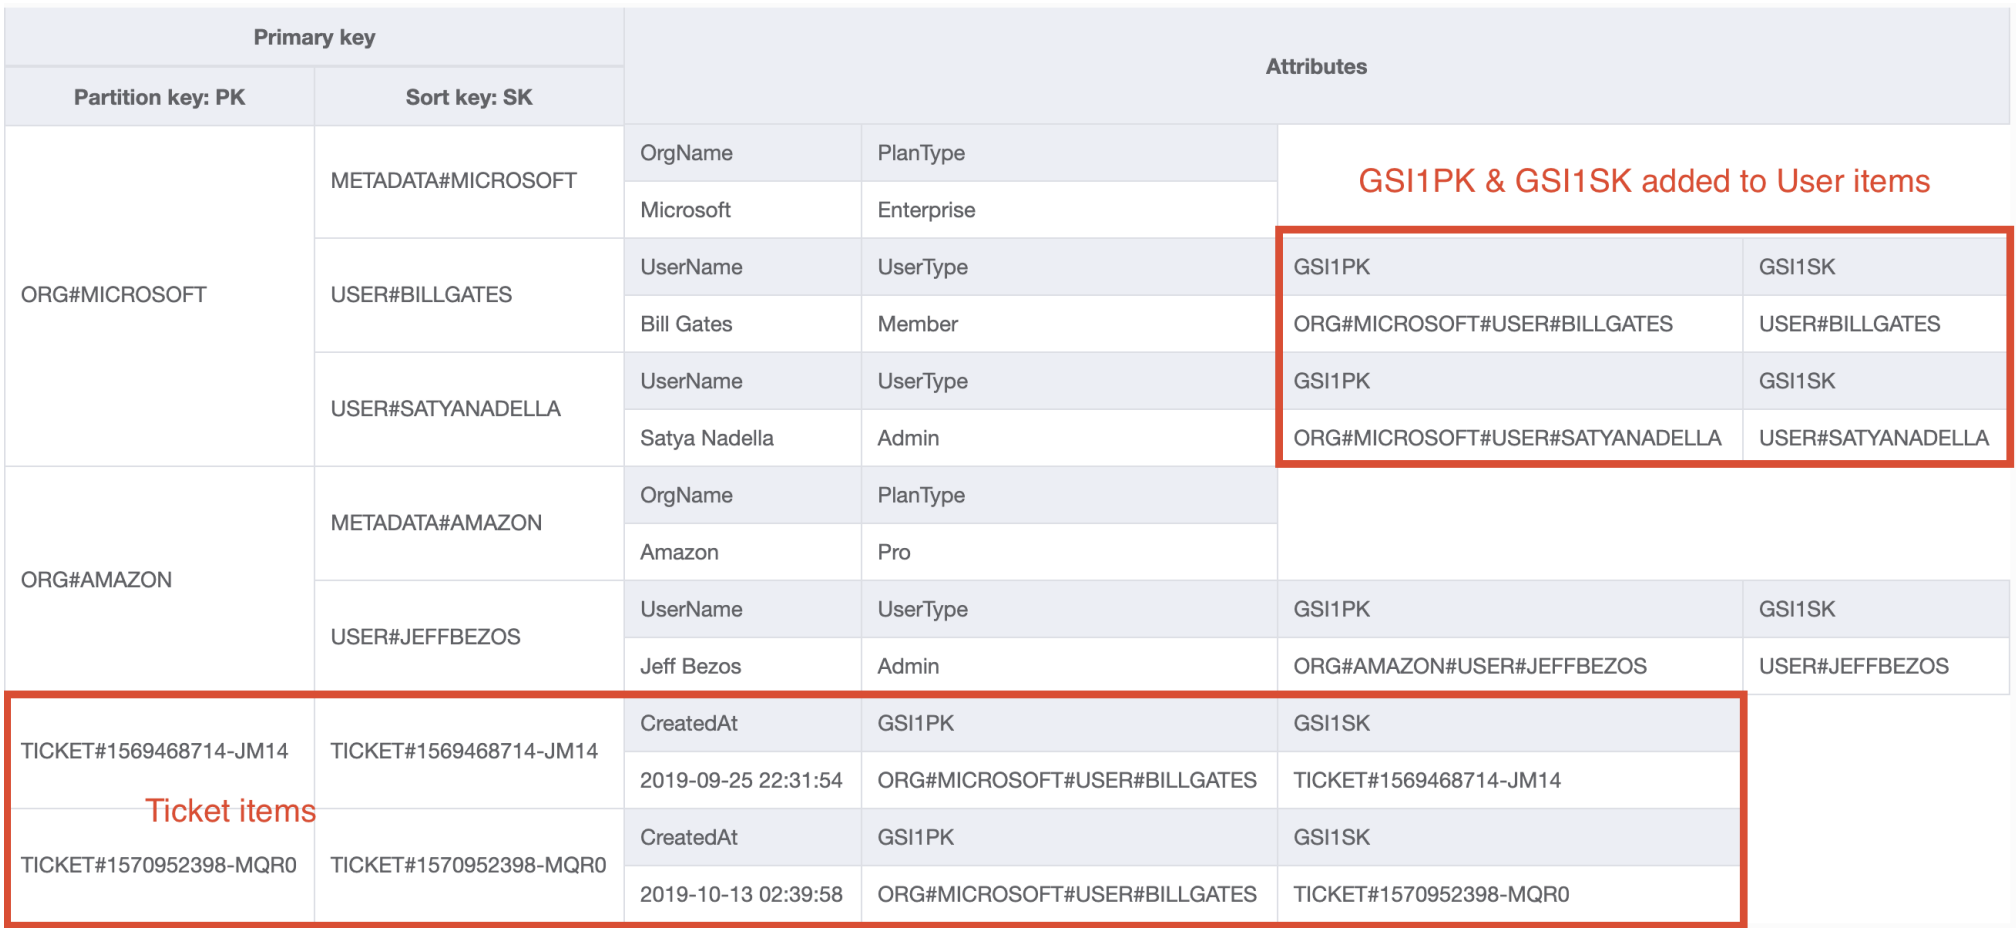 Primary key
Attributes
Partition key: PK Sort key: SK
ORG#MICROSOFT
METADATA#MICROSOFT
OrgName PlanType
Microsoft Enterprise
GSI1PK & GSI1SK added to User items
USER#BILLGATES
UserName UserType GSI1PK GSI1SK
Bill Gates Member ORG#MICROSOFT#USER#BILLGATES USER#BILLGATES
USER#SATYANADELLA
UserName UserType GSI1PK GSI1SK
Satya Nadella Admin ORG#MICROSOFT#USER#SATYANADELLA USER#SATYANADELLA
ORG#AMAZON
METADATA#AMAZON
OrgName PlanType
Amazon Pro
USER#JEFFBEZOS
UserName UserType GSI1PK GSI1SK
Jeff Bezos Admin ORG#AMAZON#USER#JEFFBEZOS USER#JEFFBEZOS
TICKET#1569468714-JM14 TICKET#1569468714-JM14
CreatedAt GSI1PK GSI1SK
2019-09-25 22:31:54 ORG#MICROSOFT#USER#BILLGATES TICKET#1569468714-JM14
Ticket items
TICKET#1570952398-MQR0 TICKET#1570952398-MQR0
CreatedAt GSI1PK GSI1SK
2019-10-13 02:39:58 ORG#MICROSOFT#USER#BILLGATES TICKET#1570952398-MQR0